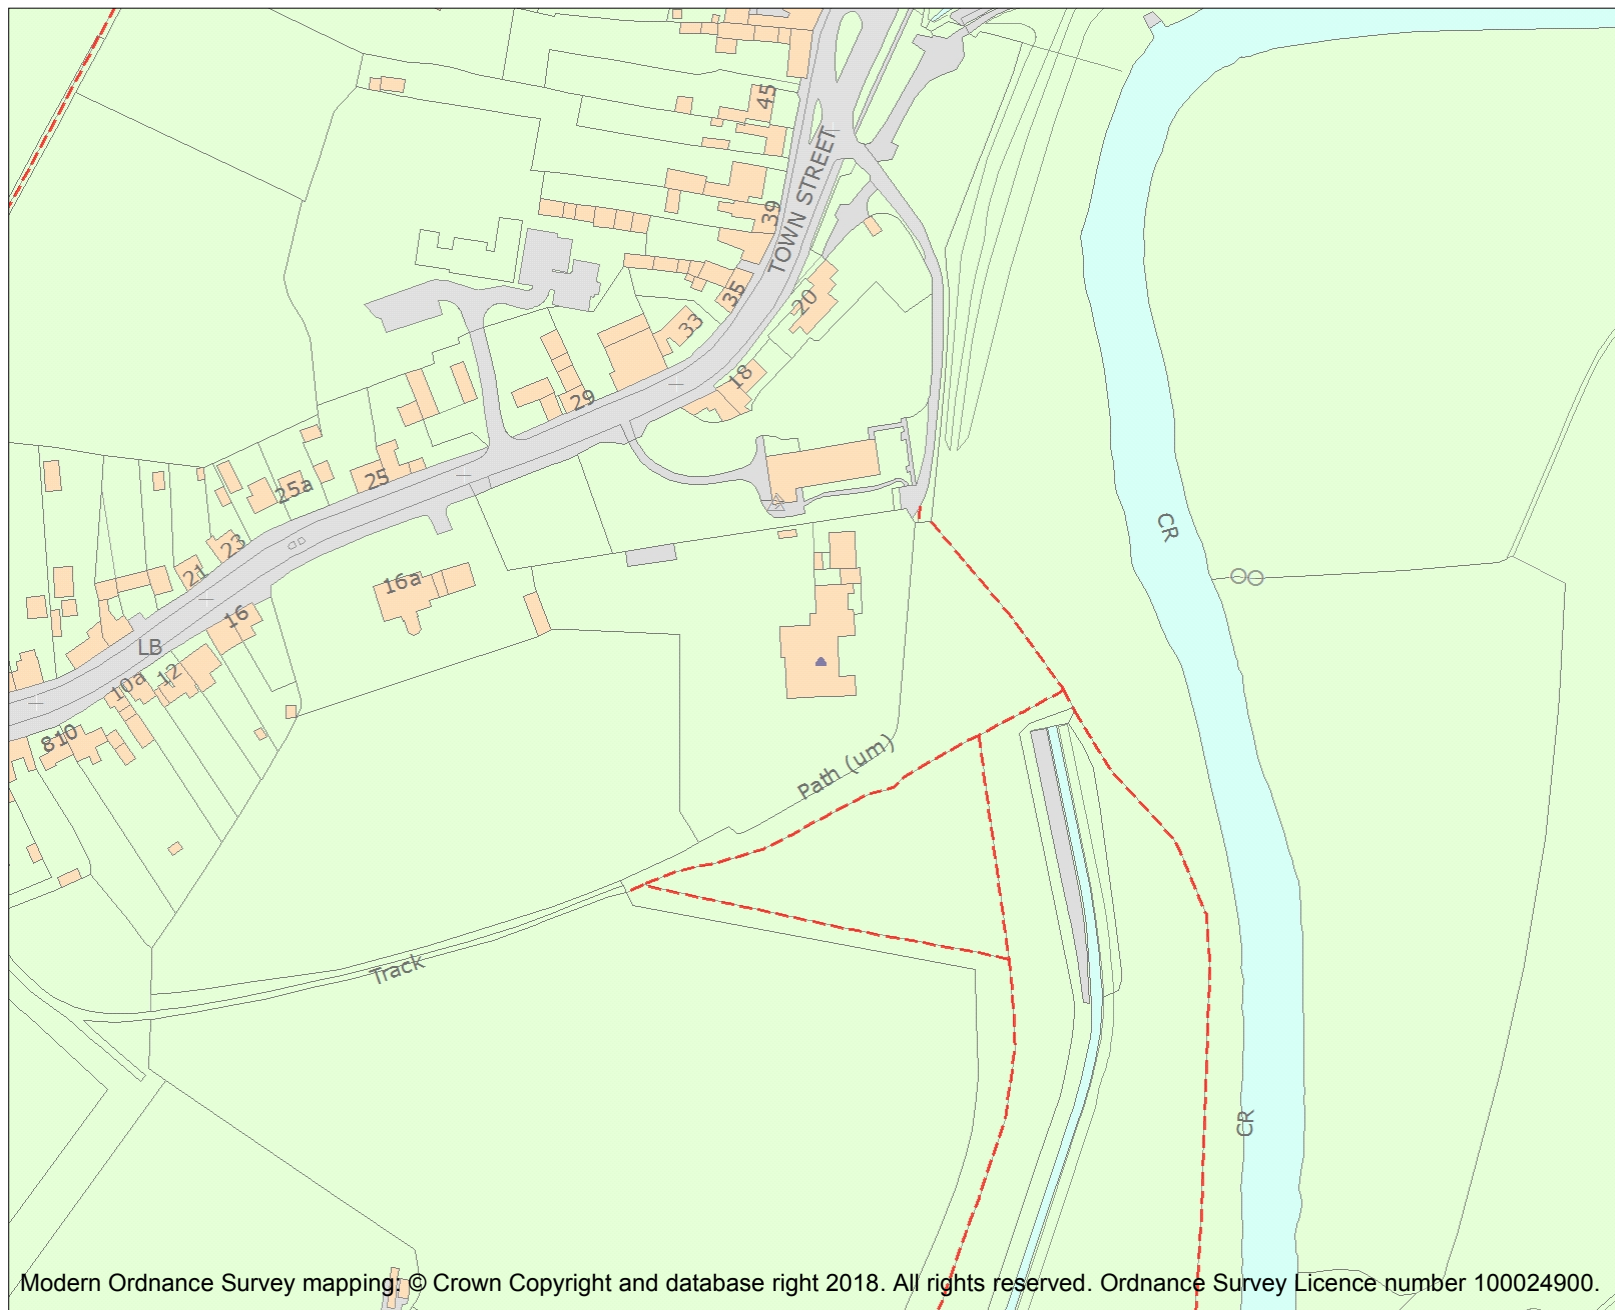 45
TOWN STREET
39
35
20
33
18
29
25
25a
CR
23
21
16a
16
LB
12
10a
810
Path (um)
Track
CR
Modern Ordnance Survey mapping: © Crown Copyright and database right 2018. All rights reserved. Ordnance Survey Licence number 100024900.